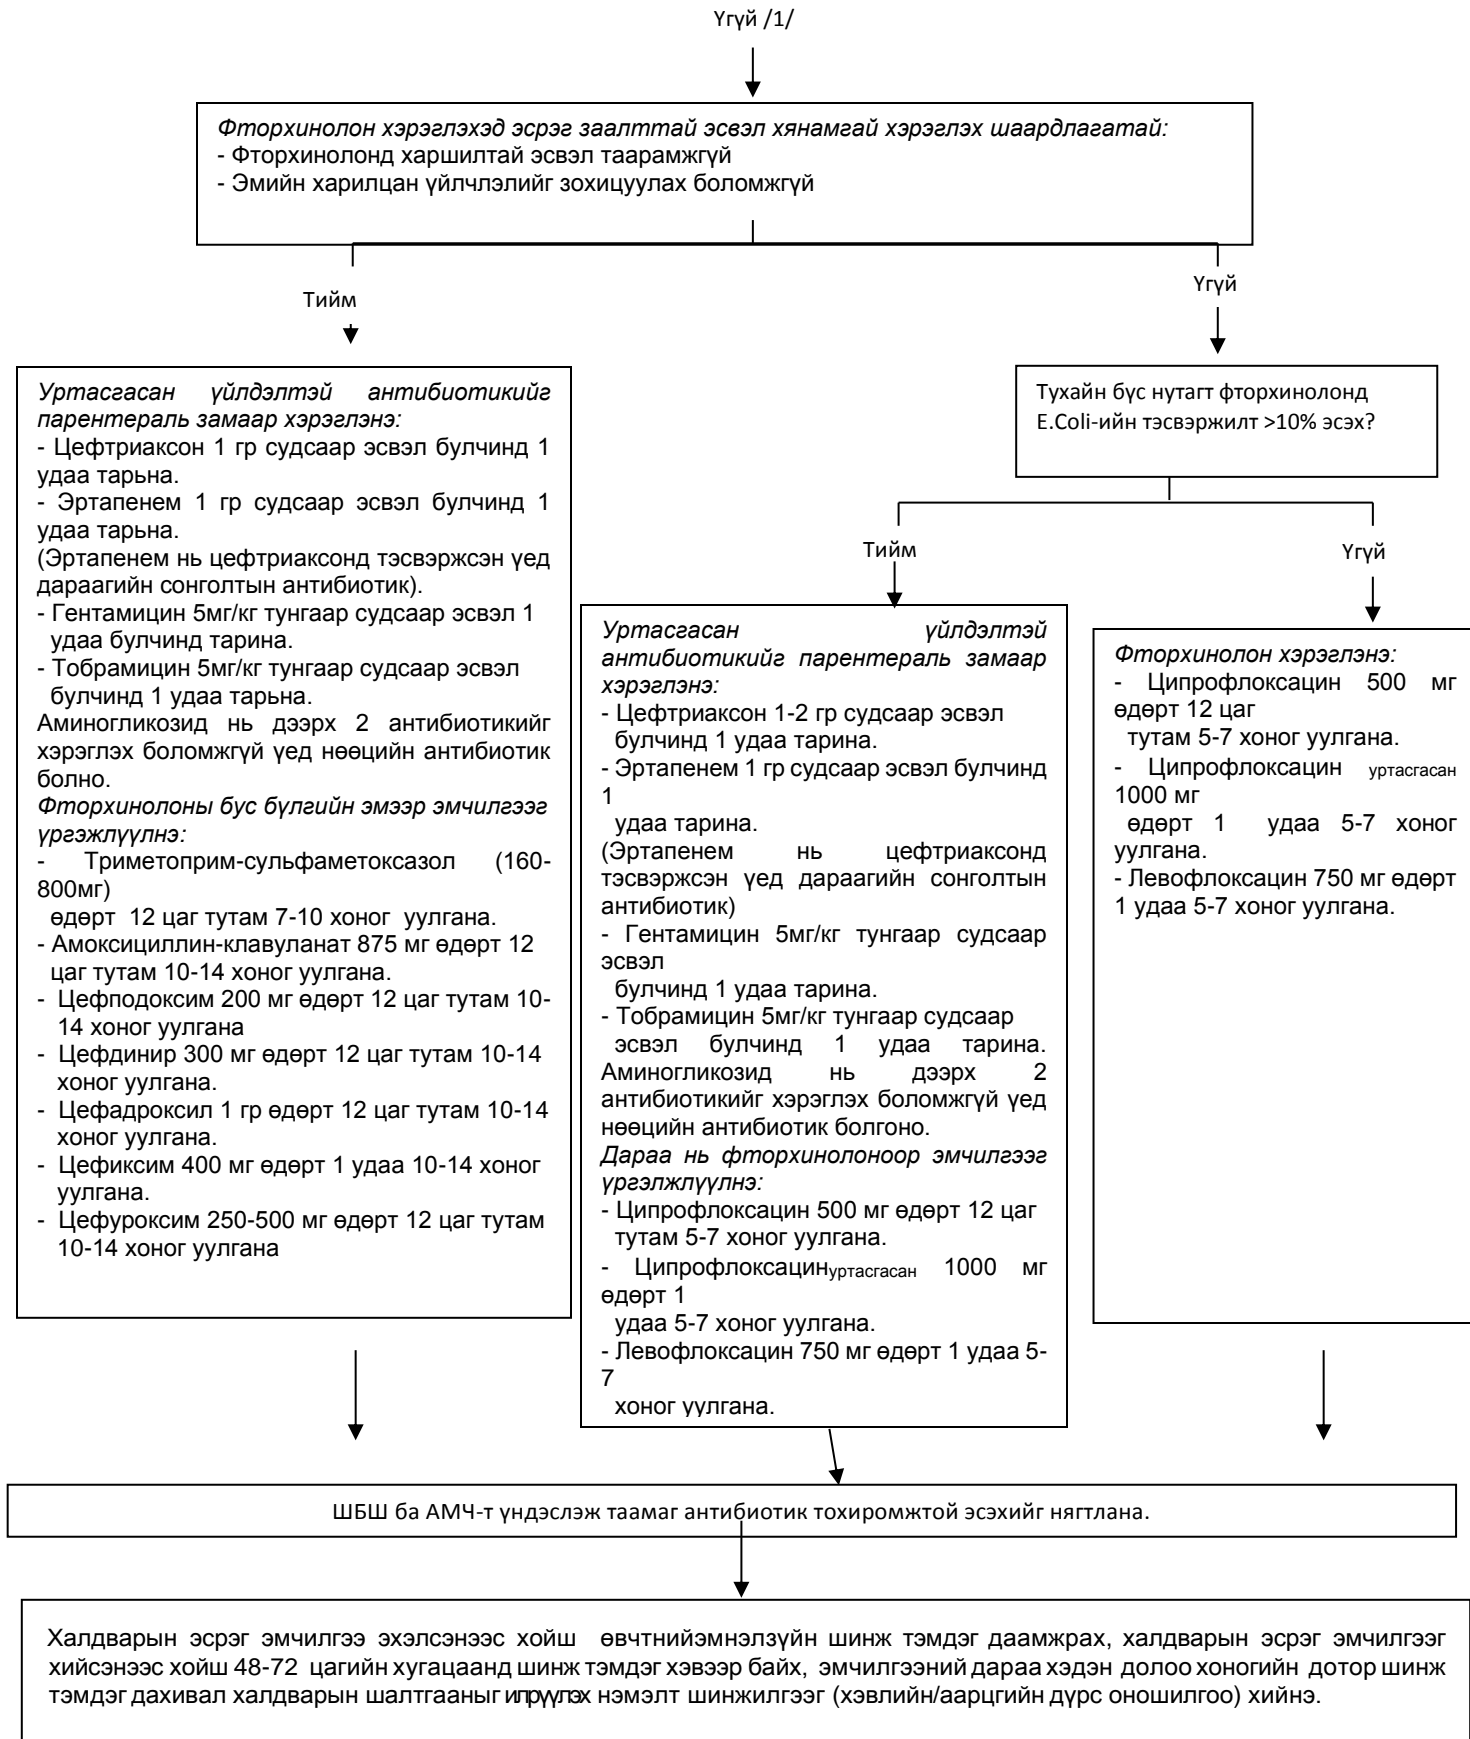 Үгүй /1/
Фторхинолон хэрэглэхэд эсрэг заалттай эсвэл хянамгай хэрэглэх шаардлагатай:
- Фторхинолонд харшилтай эсвэл таарамжгүй
- Эмийн харилцан үйлчлэлийг зохицуулах боломжгүй
Тийм
Үгүй
Уртасгасан үйлдэлтэй антибиотикийг
парентераль замаар хэрэглэнэ:
- Цефтриаксон 1 гр судсаар эсвэл булчинд 1
удаа тарьна.
- Эртапенем 1 гр судсаар эсвэл булчинд 1
удаа тарьна.
(Эртапенем нь цефтриаксонд тэсвэржсэн үед
дараагийн сонголтын антибиотик).
- Гентамицин 5мг/кг тунгаар судсаар эсвэл 1
удаа булчинд тарина.
- Тобрамицин 5мг/кг тунгаар судсаар эсвэл
булчинд 1 удаа тарьна.
Аминогликозид нь дээрх 2 антибиотикийг
хэрэглэх боломжгүй үед нөөцийн антибиотик
болно.
Фторхинолоны бус бүлгийн эмээр эмчилгээг
үргэжлүүлнэ:
- Триметоприм-сульфаметоксазол (160-
800мг)
өдөрт 12 цаг тутам 7-10 хоног уулгана.
- Амоксициллин-клавуланат 875 мг өдөрт 12
цаг тутам 10-14 хоног уулгана.
- Цефподоксим 200 мг өдөрт 12 цаг тутам 10-
14 хоног уулгана
- Цефдинир 300 мг өдөрт 12 цаг тутам 10-14
хоног уулгана.
- Цефадроксил 1 гр өдөрт 12 цаг тутам 10-14
хоног уулгана.
- Цефиксим 400 мг өдөрт 1 удаа 10-14 хоног
уулгана.
- Цефуроксим 250-500 мг өдөрт 12 цаг тутам
10-14 хоног уулгана
Тухайн бүс нутагт фторхинолонд
E.Coli-ийн тэсвэржилт >10% эсэх?
Тийм
Үгүй
Уртасгасан үйлдэлтэй
антибиотикийг парентераль замаар
хэрэглэнэ:
- Цефтриаксон 1-2 гр судсаар эсвэл
булчинд 1 удаа тарина.
- Эртапенем 1 гр судсаар эсвэл булчинд
1
удаа тарина.
(Эртапенем нь цефтриаксонд
тэсвэржсэн үед дараагийн сонголтын
антибиотик)
- Гентамицин 5мг/кг тунгаар судсаар
эсвэл
булчинд 1 удаа тарина.
- Тобрамицин 5мг/кг тунгаар судсаар
эсвэл булчинд 1 удаа тарина.
Аминогликозид нь дээрх 2
антибиотикийг хэрэглэх боломжгүй үед
нөөцийн антибиотик болгоно.
Дараа нь фторхинолоноор эмчилгээг
үргэлжлүүлнэ:
- Ципрофлоксацин 500 мг өдөрт 12 цаг
тутам 5-7 хоног уулгана.
- Ципрофлоксацинуртасгасан 1000 мг
өдөрт 1
удаа 5-7 хоног уулгана.
- Левофлоксацин 750 мг өдөрт 1 удаа 5-
7
хоног уулгана.
Фторхинолон хэрэглэнэ:
- Ципрофлоксацин 500 мг
өдөрт 12 цаг
тутам 5-7 хоног уулгана.
- Ципрофлоксацин уртасгасан
1000 мг
өдөрт 1 удаа 5-7 хоног
уулгана.
- Левофлоксацин 750 мг өдөрт
1 удаа 5-7 хоног уулгана.
ШБШ ба АМЧ-т үндэслэж таамаг антибиотик тохиромжтой эсэхийг нягтлана.
Халдварын эсрэг эмчилгээ эхэлсэнээс хойш өвчтнийэмнэлзүйн шинж тэмдэг даамжрах, халдварын эсрэг эмчилгээг
хийсэнээс хойш 48-72 цагийн хугацаанд шинж тэмдэг хэвээр байх, эмчилгээний дараа хэдэн долоо хоногийн дотор шинж
тэмдэг дахивал халдварын шалтгааныг илрүүлэх нэмэлт шинжилгээг (хэвлийн/аарцгийн дүрс оношилгоо) хийнэ.